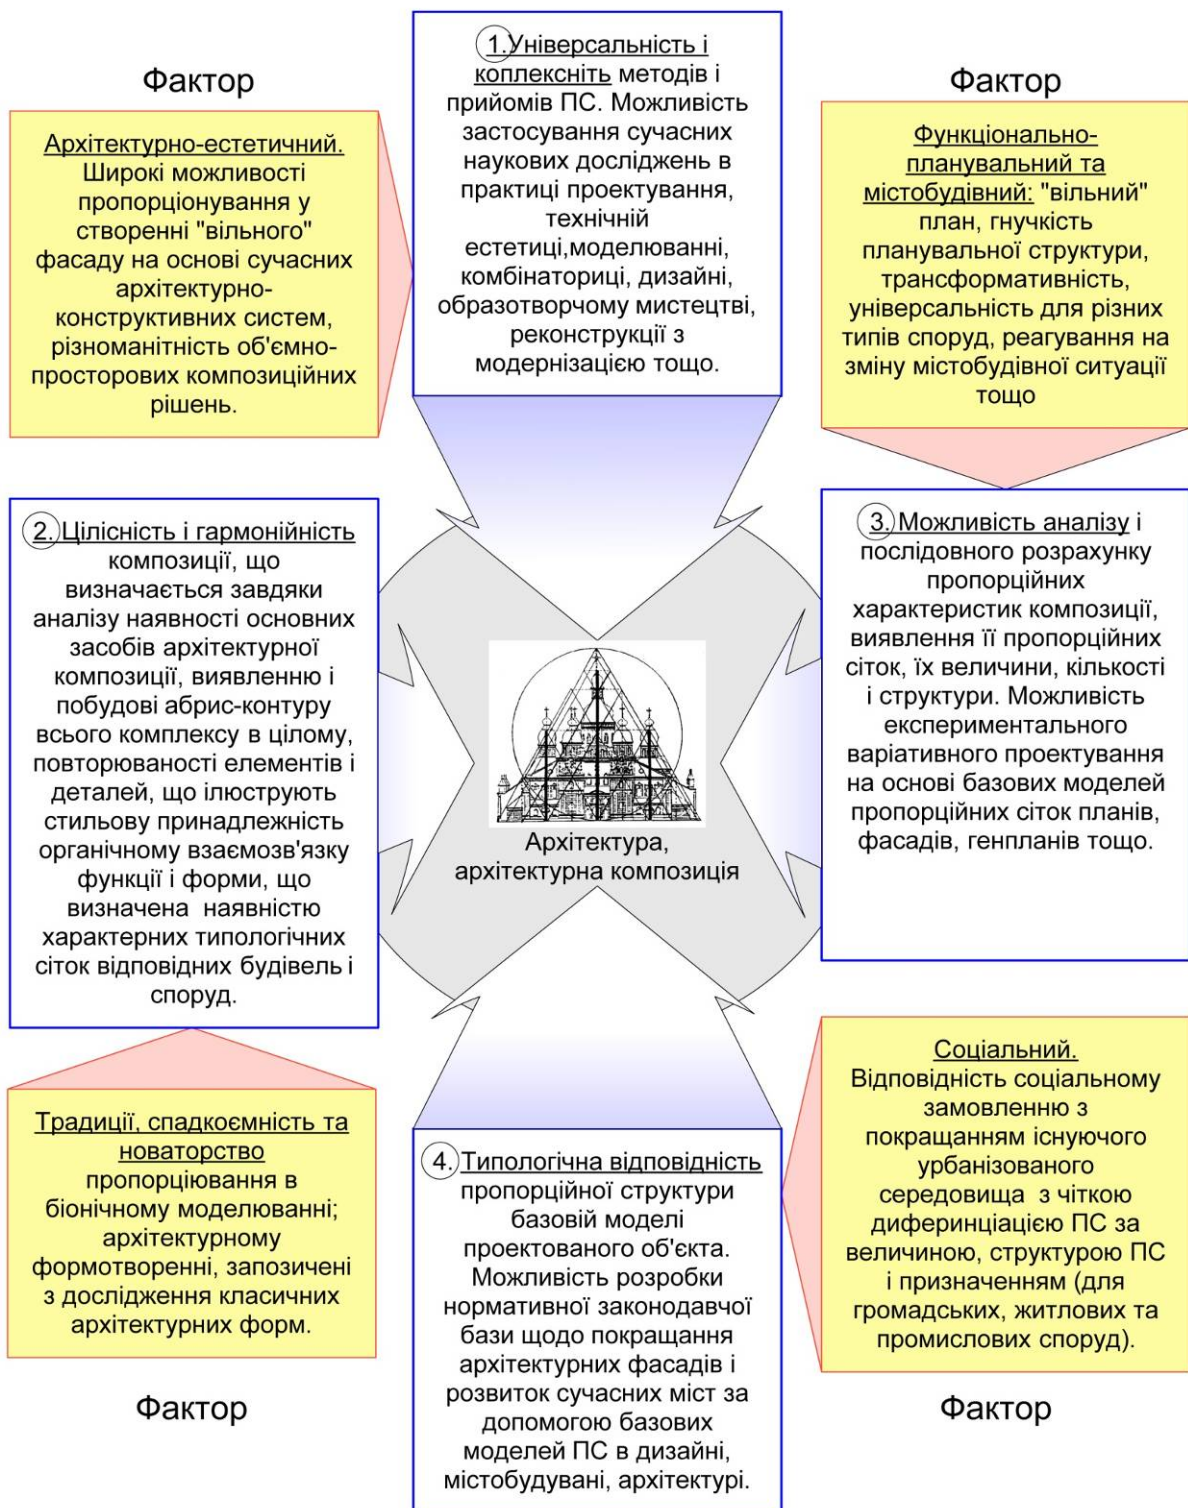 Фактор
Архітектурно-естетичний.
Широкі можливості
пропорціонування у
створенні "вільного"
фасаду на основі сучасних
архітектурно-
конструктивних систем,
різноманітність об'ємно-
просторових композиційних
рішень.
1.Універсальність і
коплексніть методів і
прийомів ПС. Можливість
застосування сучасних
наукових досліджень в
практиці проектування,
технічній
естетиці,моделюванні,
комбінаториці, дизайні,
образотворчому мистецтві,
реконструкції з
модернізацією тощо.
Фактор
Функціонально-
планувальний та
містобудівний: "вільний"
план, гнучкість
планувальної структури,
трансформативність,
універсальність для різних
типів споруд, реагування на
зміну містобудівної ситуації
тощо
2. Цілісність і гармонійність
композиції, що
визначається завдяки
аналізу наявності основних
засобів архітектурної
композиції, виявленню і
побудові абрис-контуру
всього комплексу в цілому,
повторюваності елементів і
деталей, що ілюструють
стильову принадлежність
органічному взаємозв'язку
функції і форми, що
визначена наявністю
характерних типологічних
сіток відповідних будівель і
споруд.
Архітектура,
архітектурна композиція
3. Можливість аналізу і
послідовного розрахунку
пропорційних
характеристик композиції,
виявлення її пропорційних
сіток, їх величини, кількості
і структури. Можливість
експериментального
варіативного проектування
на основі базових моделей
пропорційних сіток планів,
фасадів, генпланів тощо.
Традиції, спадкоємність та
новаторство
пропорціювання в
біонічному моделюванні;
архітектурному
формотворенні, запозичені
з дослідження класичних
архітектурних форм.
Фактор
4. Типологічна відповідність
пропорційної структури
базовій моделі
проектованого об'єкта.
Можливість розробки
нормативної законодавчої
бази щодо покращання
архітектурних фасадів і
розвиток сучасних міст за
допомогою базових
моделей ПС в дизайні,
містобудувані, архітектурі.
Соціальний.
Відповідність соціальному
замовленню з
покращанням існуючого
урбанізованого
середовища з чіткою
диферинціацією ПС за
величиною, структурою ПС
і призначенням (для
громадських, житлових та
промислових споруд).
Фактор